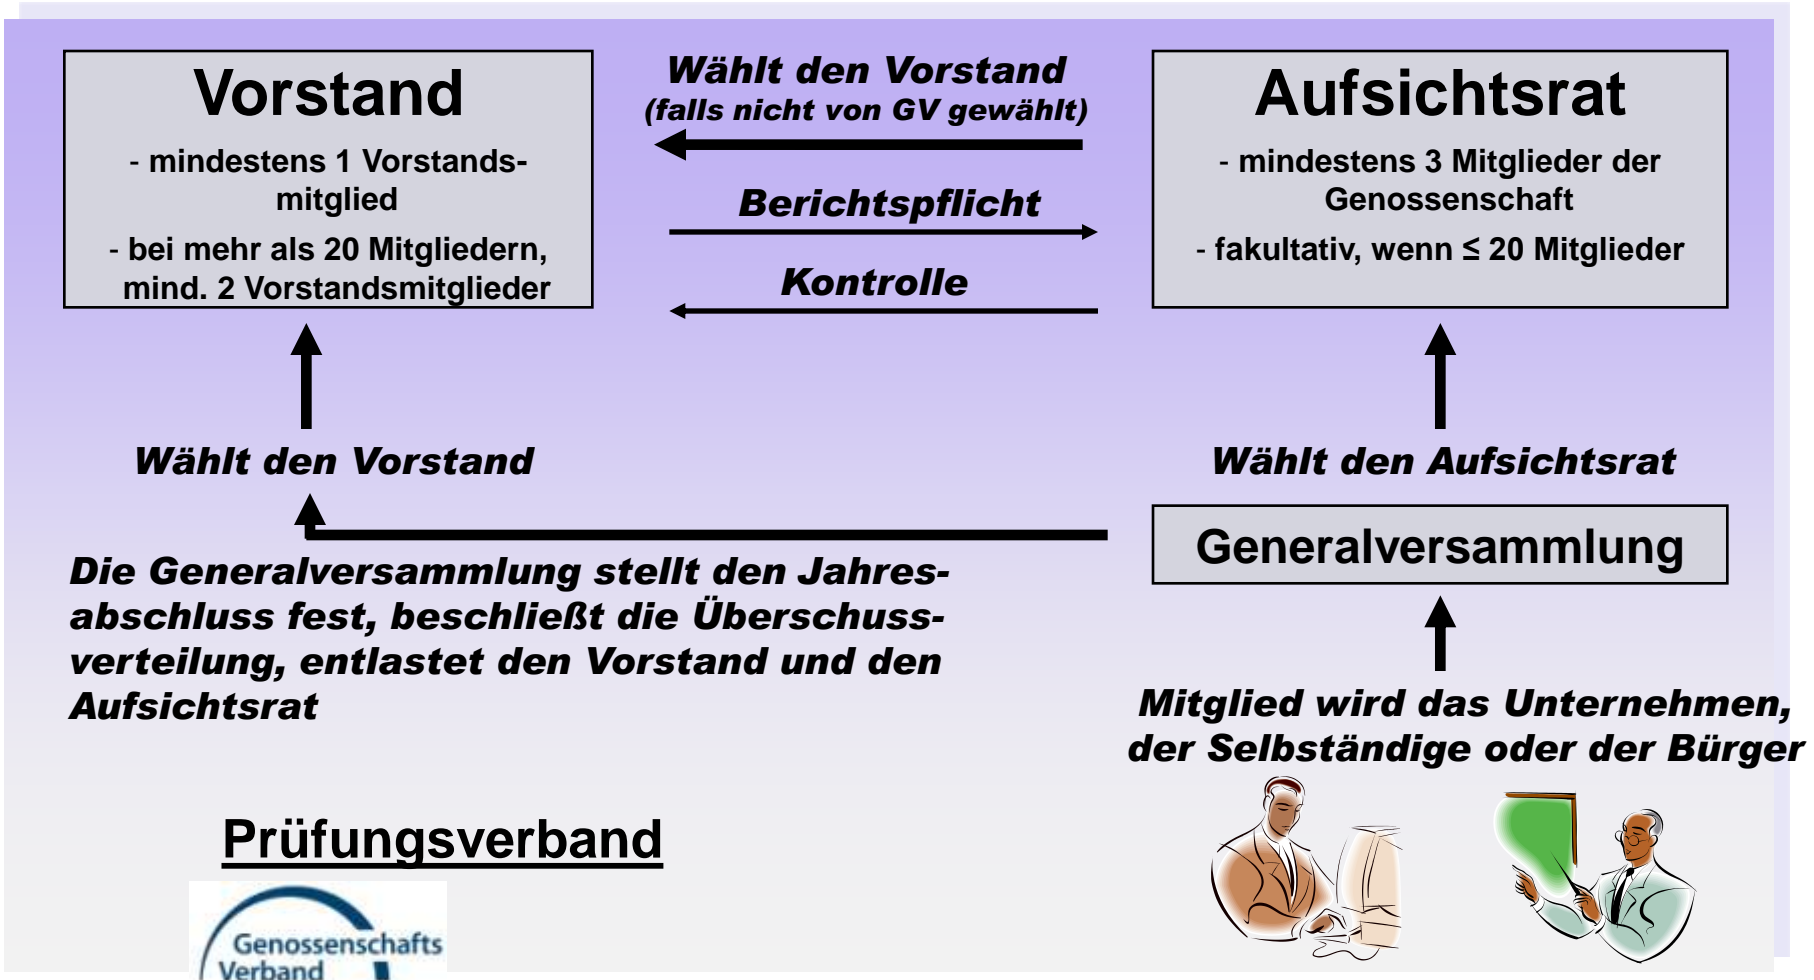 Vorstand
- mindestens 1 Vorstands-
mitglied
- bei mehr als 20 Mitgliedern,
mind. 2 Vorstandsmitglieder
Wählt den Vorstand
(falls nicht von GV gewählt)
Berichtspflicht
Kontrolle
Aufsichtsrat
- mindestens 3 Mitglieder der
Genossenschaft
- fakultativ, wenn ≤ 20 Mitglieder
Wählt den Vorstand
Wählt den Aufsichtsrat
Generalversammlung
Die Generalversammlung stellt den Jahres-
abschluss fest, beschließt die Überschuss-
verteilung, entlastet den Vorstand und den
Aufsichtsrat
Mitglied wird das Unternehmen,
der Selbständige oder der Bürger
Prüfungsverband
Genossenschafts
Verband